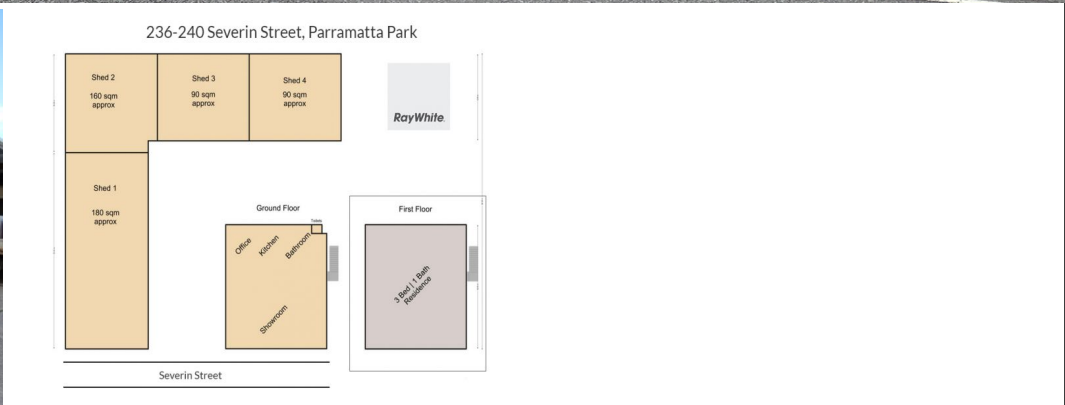 236-240 Severin Street, Parramatta Park
Shed 2
160 sqm
approx
Shed 3
90 sqm
approx
Shed 4
90 sqm
approx
RayWhite.
Shed 1
180 sqm
approx
Ground Floor
First Floor
Toilets
Office
Kitchen
Bathroom
Showroom
3 Bed | 1 Bath
Residence
Severin Street